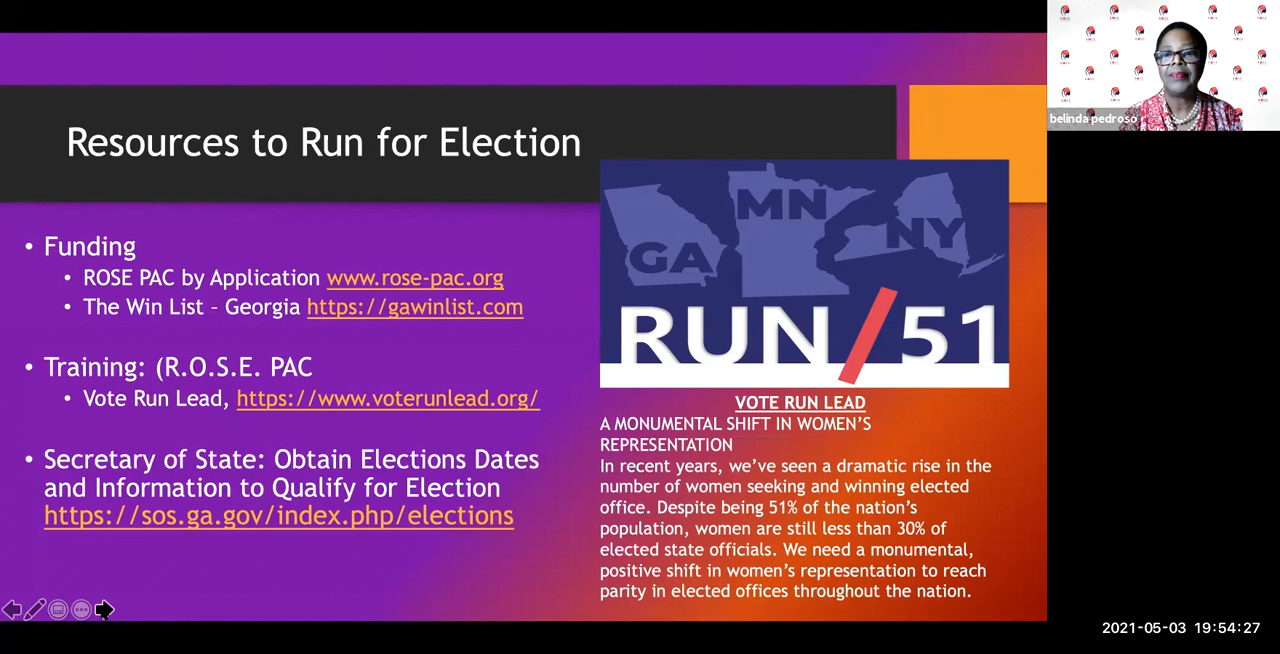 Resources to Run for Election
• Funding
• ROSE PAC by Application www.rose-pac.org
• The Win List – Georgia https://gawinlist.com
• Training: (R.O.S.E. PAC
• Vote Run Lead, https://www.voterunlead.org/
• Secretary of State: Obtain Elections Dates
and Information to Qualify for Election
https://sos.ga.gov/index.php/elections
GA
MN
NY
RUN/51
VOTE RUN LEAD
A MONUMENTAL SHIFT IN WOMEN’S
REPRESENTATION
In recent years, we’ve seen a dramatic rise in the
number of women seeking and winning elected
office. Despite being 51% of the nation’s
population, women are still less than 30% of
elected state officials. We need a monumental,
positive shift in women’s representation to reach
parity in elected offices throughout the nation.
belinda pedroso
2021-05-03 19:54:27